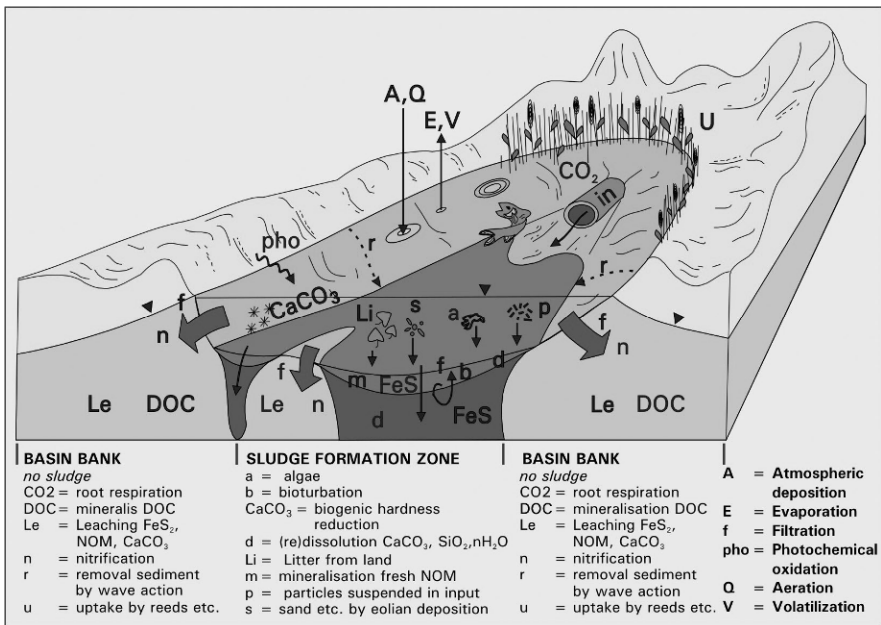 A,Q
E,V
U
CO₂
in
pho
r
r
f
CaCO₃
Li
s
a
p
n
f
n
f
n
m
FeS
f
b
d
d
FeS
Le DOC
Le
Le DOC
BASIN BANK
no sludge
CO2 = root respiration
DOC = mineralis DOC
Le = Leaching FeS₂,
NOM, CaCO₃
n = nitrification
r = removal sediment
by wave action
u = uptake by reeds etc.
SLUDGE FORMATION ZONE
a = algae
b = bioturbation
CaCO₃ = biogenic hardness
reduction
d = (re)dissolution CaCO₃, SiO₂,nH₂O
Li = Litter from land
m = mineralisation fresh NOM
p = particles suspended in input
s = sand etc. by eolian deposition
BASIN BANK
no sludge
CO2 = root respiration
DOC = mineralisation DOC
Le = Leaching FeS₂,
NOM, CaCO₃
n = nitrification
r = removal sediment
by wave action
u = uptake by reeds etc.
A = Atmospheric
deposition
E = Evaporation
f = Filtration
pho = Photochemical
oxidation
Q = Aeration
V = Volatilization